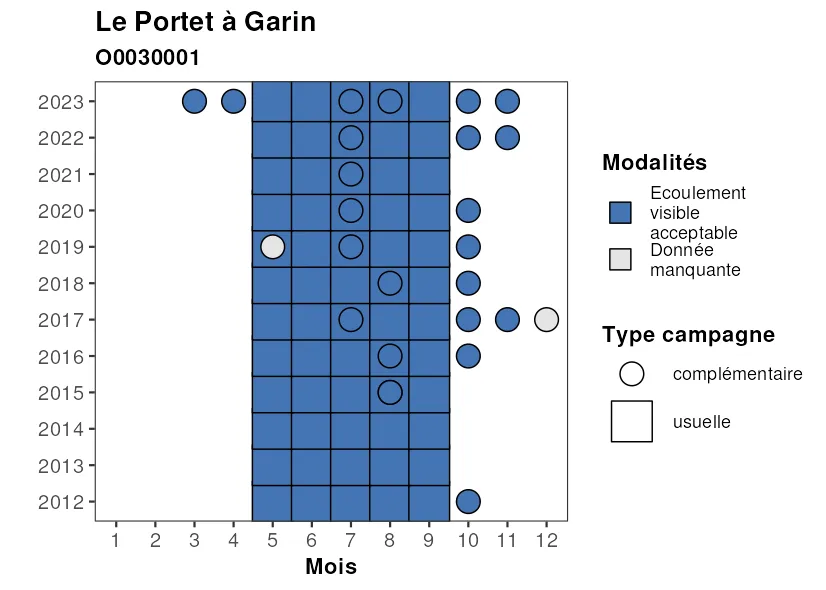 Le Portet à Garin
O0030001
2023
2022
2021
2020
2019
2018
2017
2016
2015
2014
2013
2012
1 2 3 4 5 6 7 8 9 10 11 12
Mois
Modalités
Ecoulement
visible
acceptable
Donnée
manquante
Type campagne
complémentaire
usuelle